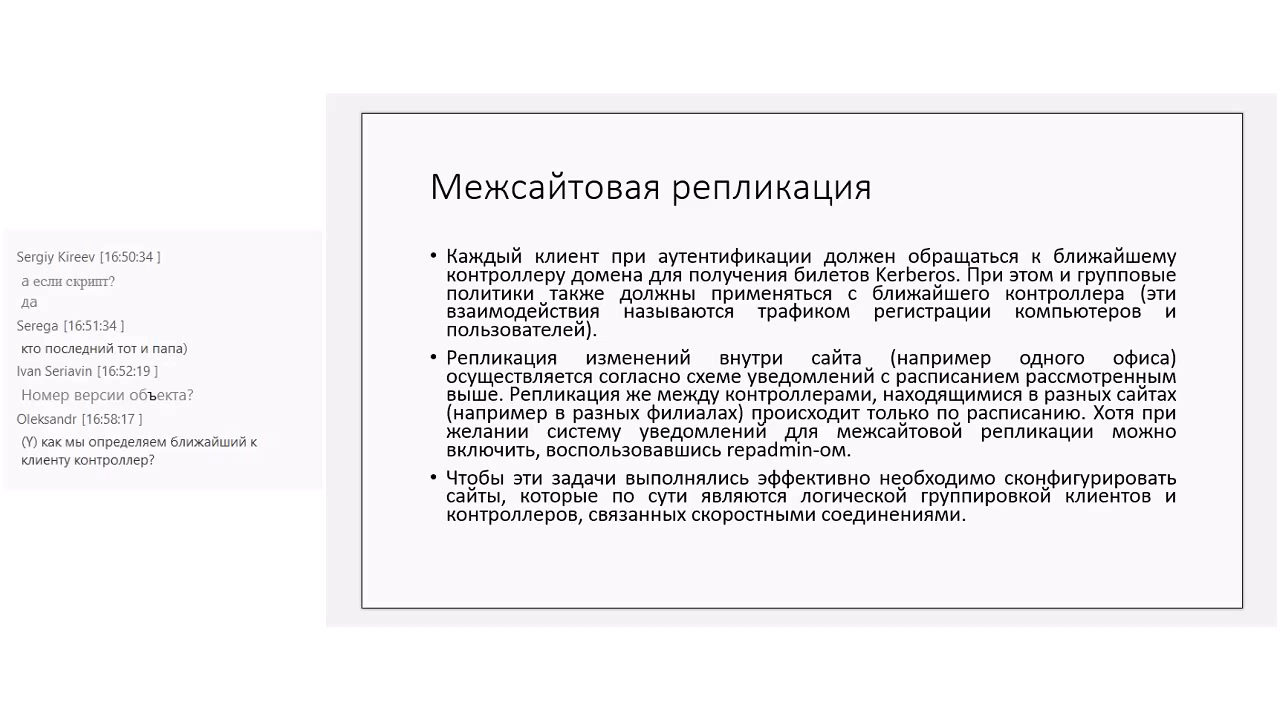 Sergiy Kireev [16:50:34 ]
а если скрипт?
да
Serega [16:51:34 ]
кто последний тот и папа)
Ivan Seriavin [16:52:19 ]
Номер версии объекта?
Oleksandr [16:58:17 ]
(Y) как мы определяем ближайший к
клиенту контроллер?
Межсайтовая репликация
• Каждый клиент при аутентификации должен обращаться к ближайшему
контроллеру домена для получения билетов Kerberos. При этом и групповые
политики также должны применяться с ближайшего контроллера (эти
взаимодействия называются трафиком регистрации компьютеров и
пользователей).
• Репликация изменений внутри сайта (например одного офиса)
осуществляется согласно схеме уведомлений с расписанием рассмотренным
выше. Репликация же между контроллерами, находящимися в разных сайтах
(например в разных филиалах) происходит только по расписанию. Хотя при
желании систему уведомлений для межсайтовой репликации можно
включить, воспользовавшись repadmin-ом.
• Чтобы эти задачи выполнялись эффективно необходимо сконфигурировать
сайты, которые по сути являются логической группировкой клиентов и
контроллеров, связанных скоростными соединениями.